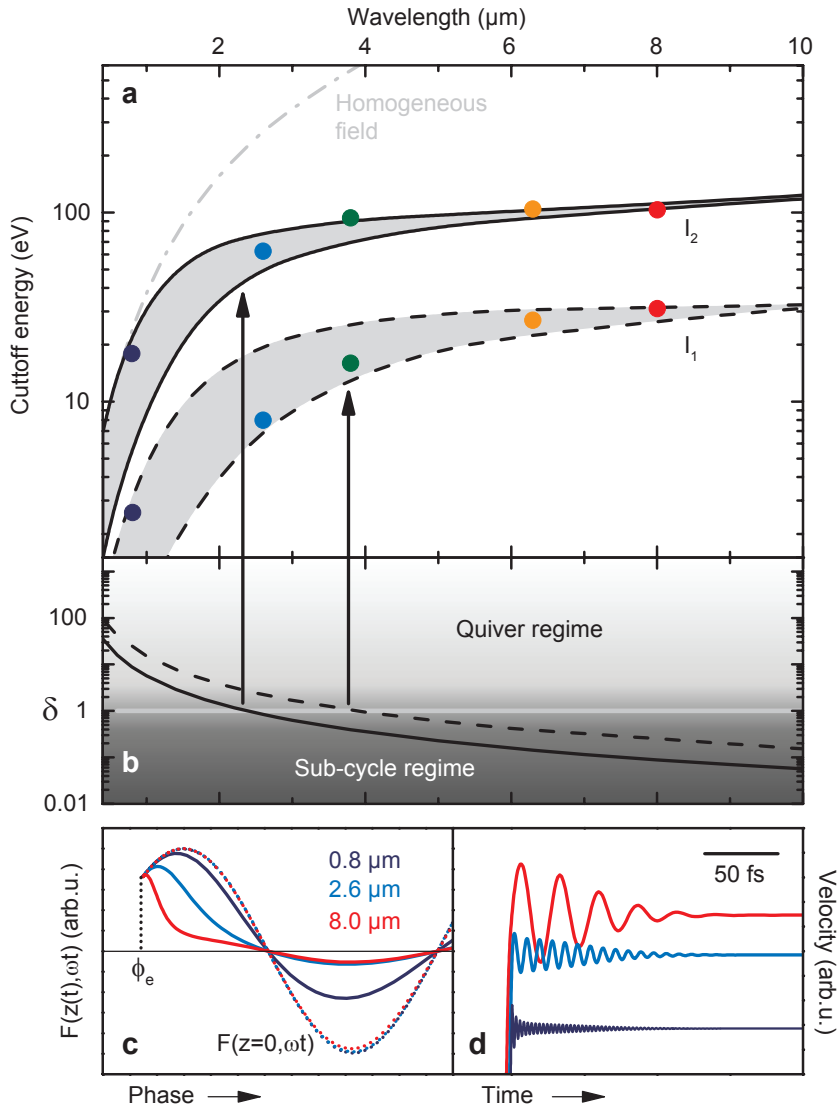 Wavelength (µm)
2 4 6 8 10
a
Homogeneous
field
Cuttoff energy (eV)
100
10
I2
I1
100
δ 1
0.01
Quiver regime
b
Sub-cycle regime
0.8 µm
2.6 µm
8.0 µm
F(z(t),ωt) (arb.u.)
ϕe
F(z=0,ωt)
c
50 fs
Velocity (arb.u.)
d
Phase
Time